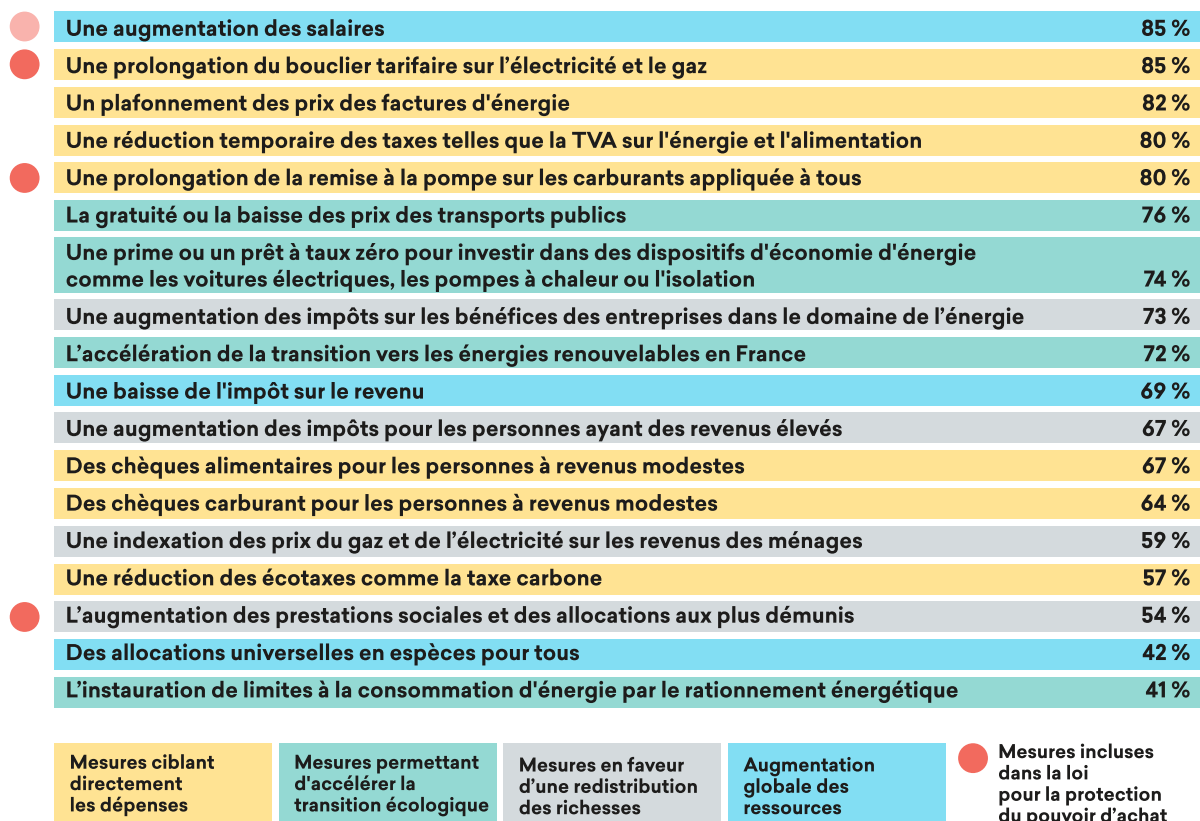 Une augmentation des salaires 85 %
Une prolongation du bouclier tarifaire sur l’électricité et le gaz 85 %
Un plafonnement des prix des factures d'énergie 82 %
Une réduction temporaire des taxes telles que la TVA sur l'énergie et l'alimentation 80 %
Une prolongation de la remise à la pompe sur les carburants appliquée à tous 80 %
La gratuité ou la baisse des prix des transports publics 76 %
Une prime ou un prêt à taux zéro pour investir dans des dispositifs d'économie d'énergie
comme les voitures électriques, les pompes à chaleur ou l'isolation 74 %
Une augmentation des impôts sur les bénéfices des entreprises dans le domaine de l’énergie 73 %
L’accélération de la transition vers les énergies renouvelables en France 72 %
Une baisse de l'impôt sur le revenu 69 %
Une augmentation des impôts pour les personnes ayant des revenus élevés 67 %
Des chèques alimentaires pour les personnes à revenus modestes 67 %
Des chèques carburant pour les personnes à revenus modestes 64 %
Une indexation des prix du gaz et de l’électricité sur les revenus des ménages 59 %
Une réduction des écotaxes comme la taxe carbone 57 %
L’augmentation des prestations sociales et des allocations aux plus démunis 54 %
Des allocations universelles en espèces pour tous 42 %
L’instauration de limites à la consommation d'énergie par le rationnement énergétique 41 %
Mesures ciblant
directement
les dépenses
Mesures permettant
d'accélérer la
transition écologique
Mesures en faveur
d’une redistribution
des richesses
Augmentation
globale des
ressources
Mesures incluses
dans la loi
pour la protection
du pouvoir d’achat